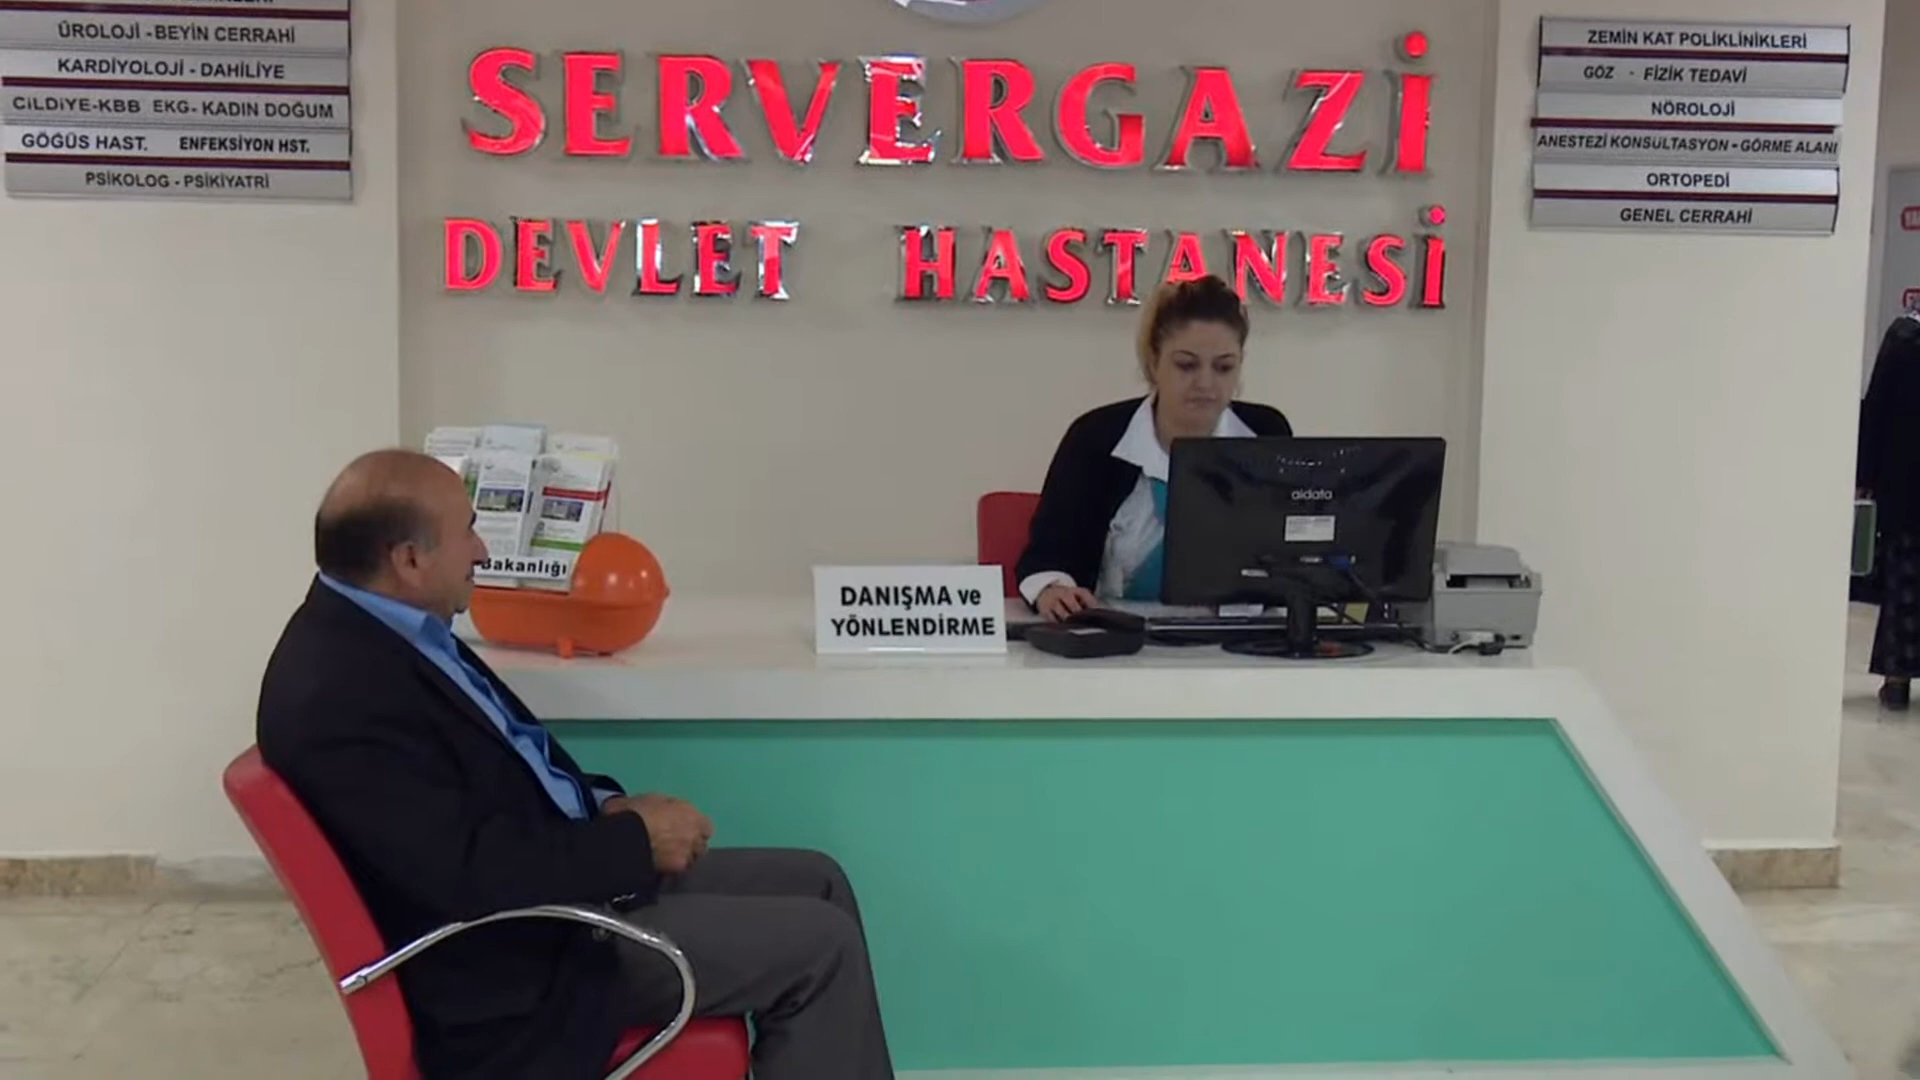 ÜROLOJİ - BEYİN CERRAHİ
KARDİYOLOJİ - DAHİLİYE
CİLDİYE-KBB EKG- KADIN DOĞUM
GÖĞÜS HAST. ENFEKSİYON HST.
PSİKOLOG - PSİKİYATRİ
SERVERGAZİ
DEVLET HASTANESİ
ZEMİN KAT POLİKLİNİKLERİ
GÖZ - FİZİK TEDAVİ
NÖROLOJİ
ANESTEZİ KONSÜLTASYON - GÖRME ALANI
ORTOPEDİ
GENEL CERRAHİ
Bakanlığı
DANIŞMA ve
YÖNLENDİRME
aidata